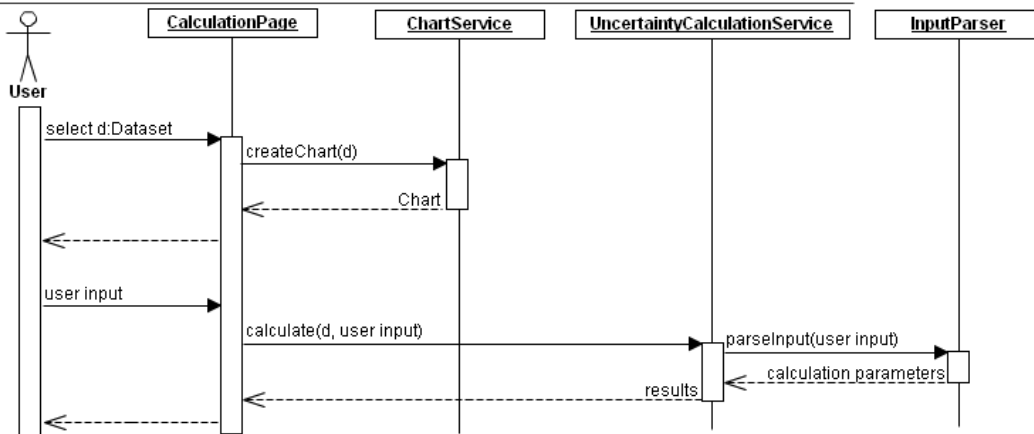 CalculationPage
ChartService
UncertaintyCalculationService
InputParser
User
select d:Dataset
createChart(d)
Chart
user input
calculate(d, user input)
parseInput(user input)
calculation parameters
results